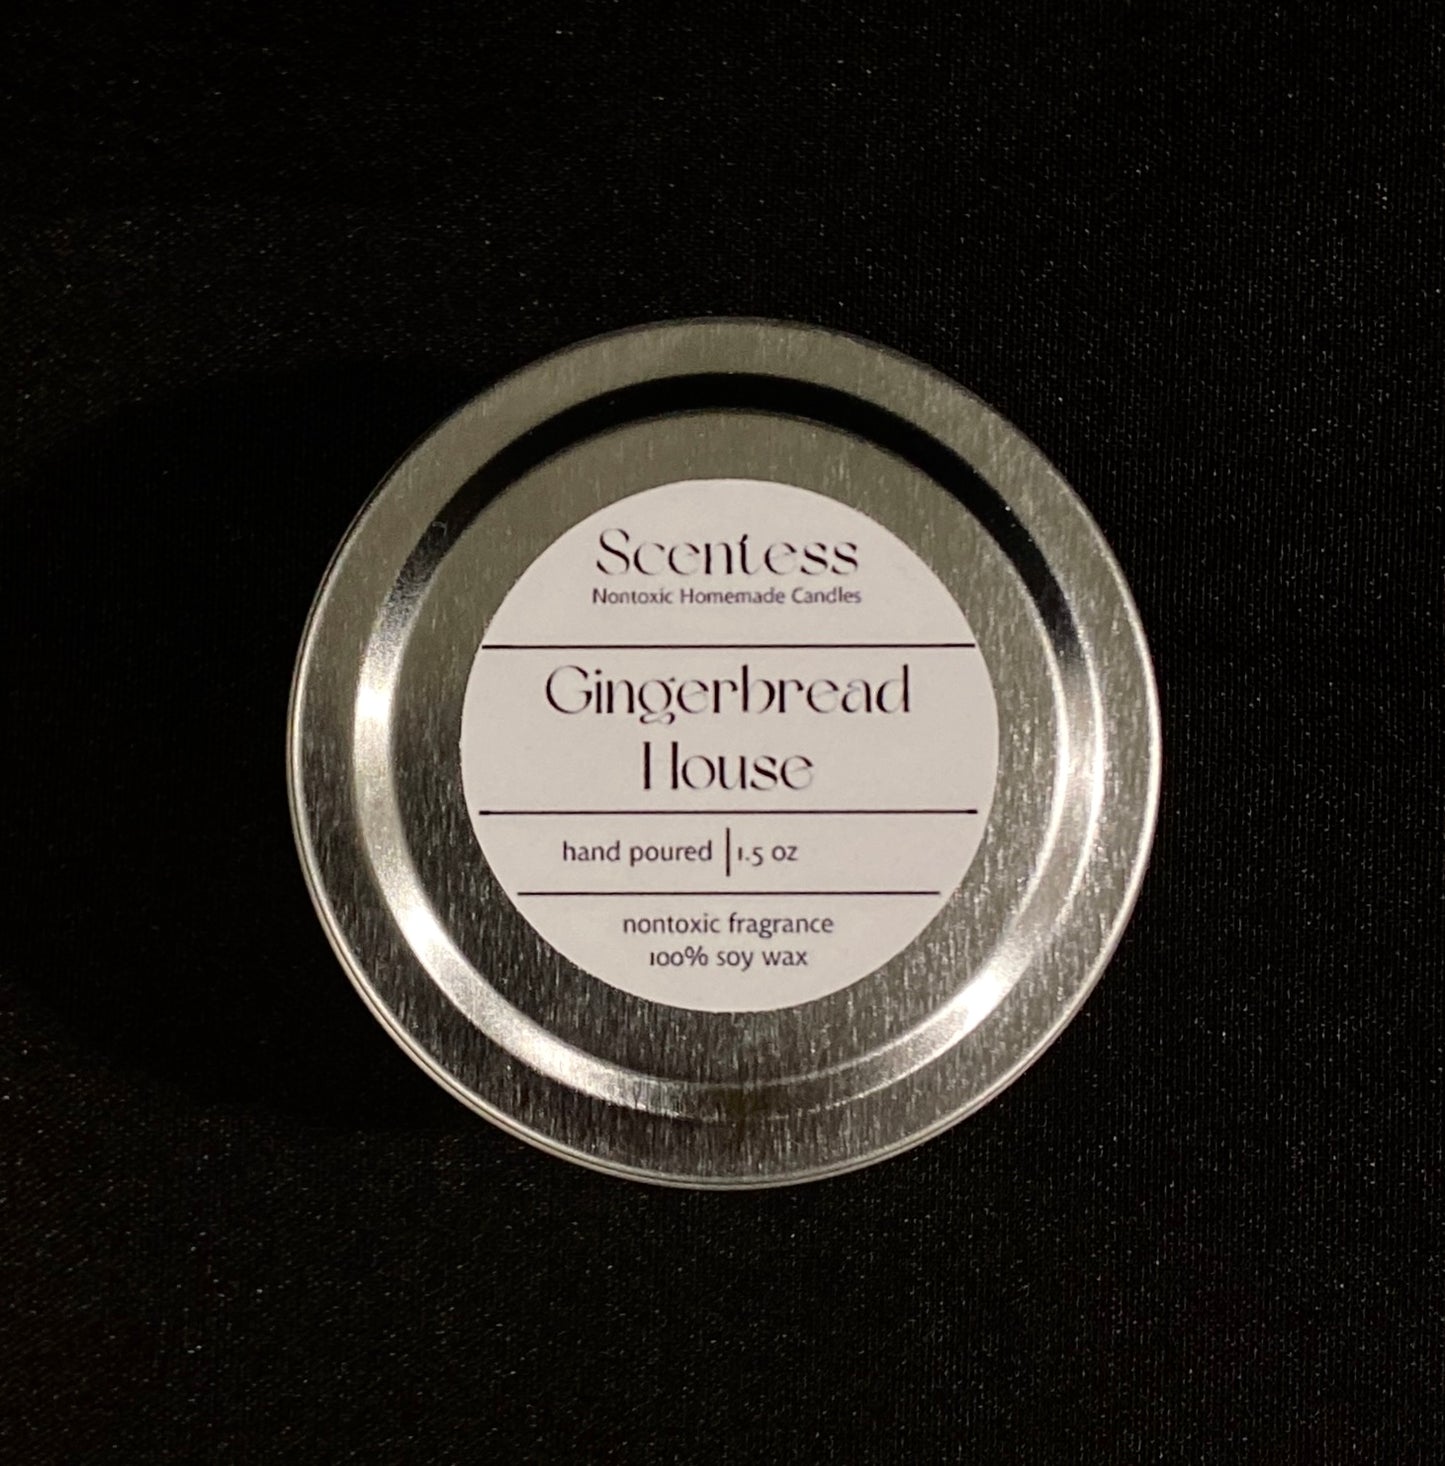 Scentess
Nontoxic Homemade Candles
Gingerbread
House
hand poured | 1.5 oz
nontoxic fragrance
100% soy wax